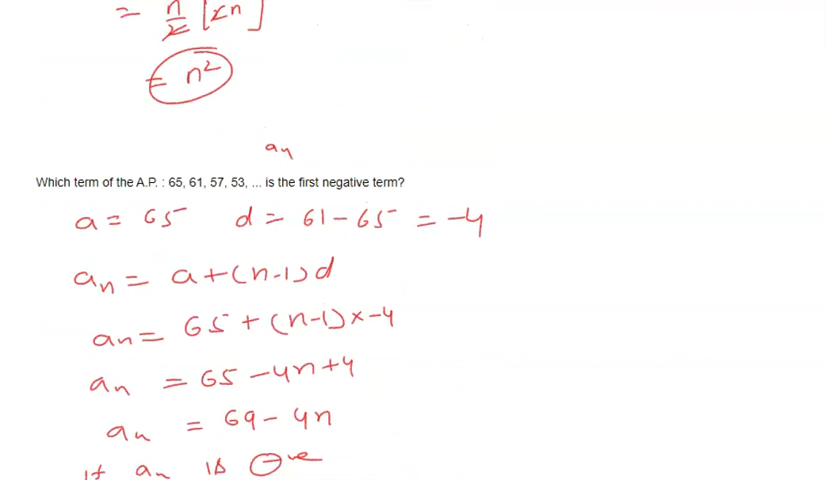 = n/2 [2n]
= n²
an
Which term of the A.P. : 65, 61, 57, 53, ... is the first negative term?
a = 65 d = 61 - 65 = -4
an = a + (n-1)d
an = 65 + (n-1) x -4
an = 65 - 4n + 4
an = 69 - 4n
If an is -ve